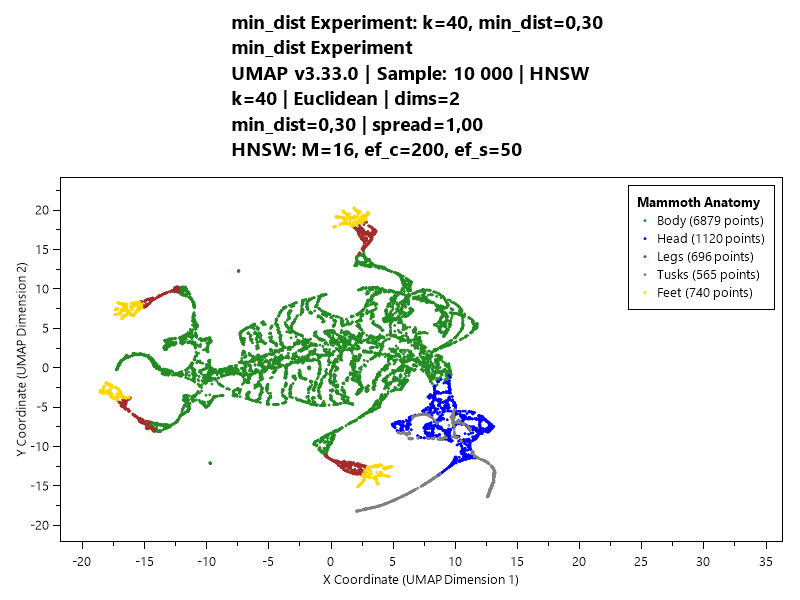 min_dist Experiment: k=40, min_dist=0,30
min_dist Experiment
UMAP v3.33.0 | Sample: 10 000 | HNSW
k=40 | Euclidean | dims=2
min_dist=0,30 | spread=1,00
HNSW: M=16, ef_c=200, ef_s=50
Mammoth Anatomy
Body (6879 points)
Head (1120 points)
Legs (696 points)
Tusks (565 points)
Feet (740 points)
Y Coordinate (UMAP Dimension 2)
20
15
10
5
0
-5
-10
-15
-20
-20 -15 -10 -5 0 5 10 15 20 25 30 35
X Coordinate (UMAP Dimension 1)